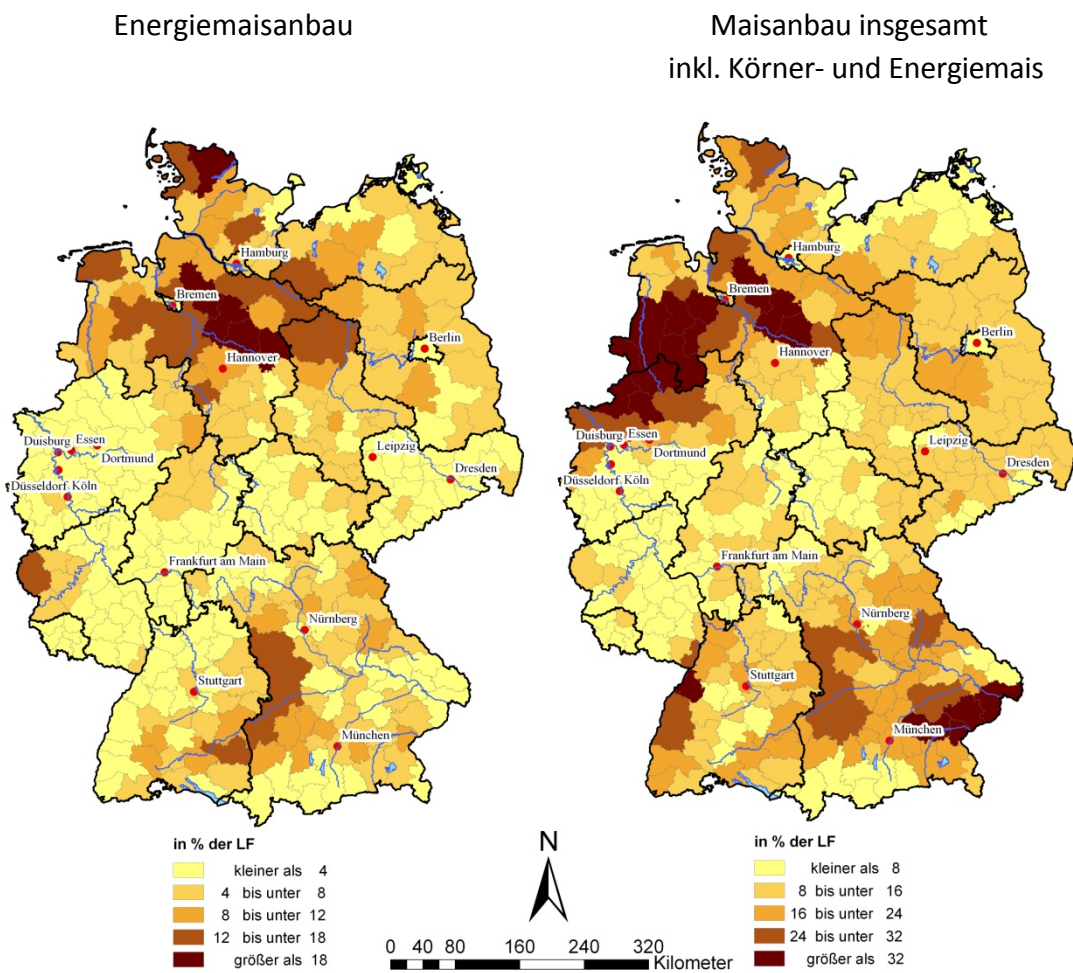 Energiemaisanbau
Maisanbau insgesamt
inkl. Körner- und Energiemais
Hamburg
Bremen
Berlin
Hannover
Duisburg
Essen
Dortmund
Düsseldorf
Köln
Leipzig
Dresden
Frankfurt am Main
Nürnberg
Stuttgart
München
Hamburg
Bremen
Berlin
Hannover
Duisburg
Essen
Dortmund
Düsseldorf
Köln
Leipzig
Dresden
Frankfurt am Main
Nürnberg
Stuttgart
München
in % der LF
kleiner als 4
4 bis unter 8
8 bis unter 12
12 bis unter 18
größer als 18
N
0 20 40 80 160 240 320
Kilometer
in % der LF
kleiner als 8
8 bis unter 16
16 bis unter 24
24 bis unter 32
größer als 32